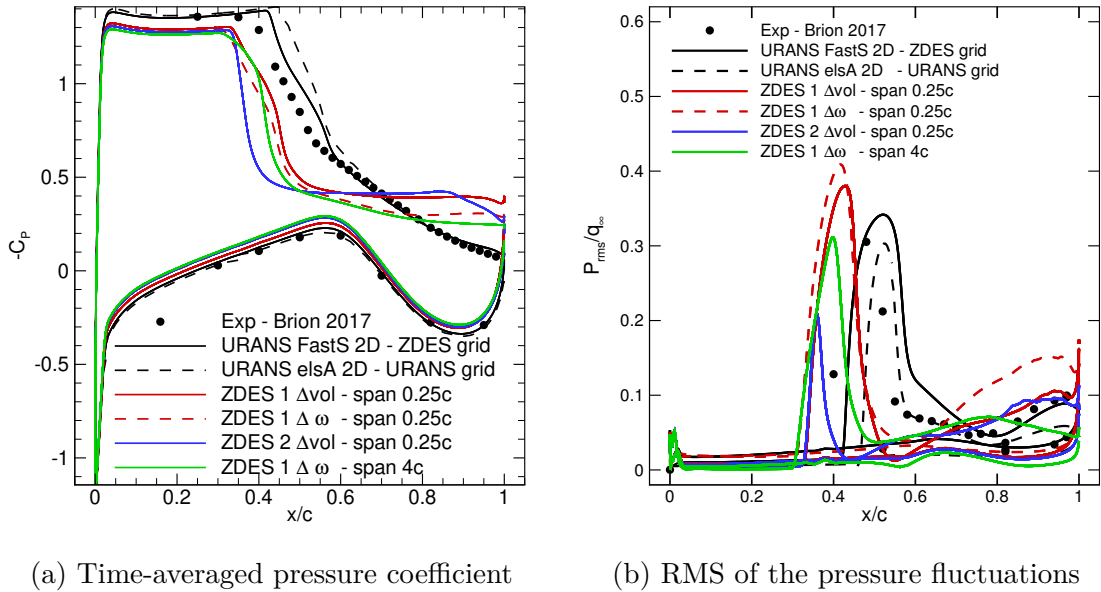 -C_P
1
0.5
0
-0.5
-1
0 0.2 0.4 0.6 0.8 1
x/c
Exp - Brion 2017
URANS FastS 2D - ZDES grid
URANS elsA 2D - URANS grid
ZDES 1 Δvol - span 0.25c
ZDES 1 Δ ω - span 0.25c
ZDES 2 Δvol - span 0.25c
ZDES 1 Δ ω - span 4c
(a) Time-averaged pressure coefficient
P_rms/q_∞
0.6
0.5
0.4
0.3
0.2
0.1
0
0 0.2 0.4 0.6 0.8 1
x/c
Exp - Brion 2017
URANS FastS 2D - ZDES grid
URANS elsA 2D - URANS grid
ZDES 1 Δvol - span 0.25c
ZDES 1 Δω - span 0.25c
ZDES 2 Δvol - span 0.25c
ZDES 1 Δω - span 4c
(b) RMS of the pressure fluctuations